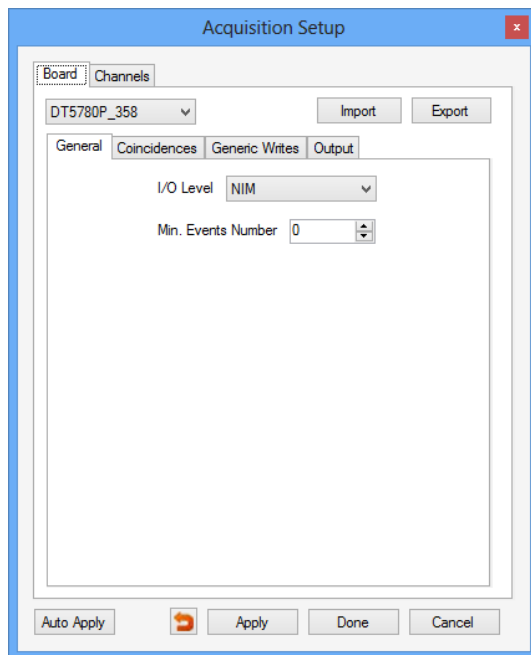 Acquisition Setup
x
Board Channels
DT5780P_358 Import Export
General Coincidences Generic Writes Output
I/O Level NIM
Min. Events Number 0
Auto Apply Apply Done Cancel